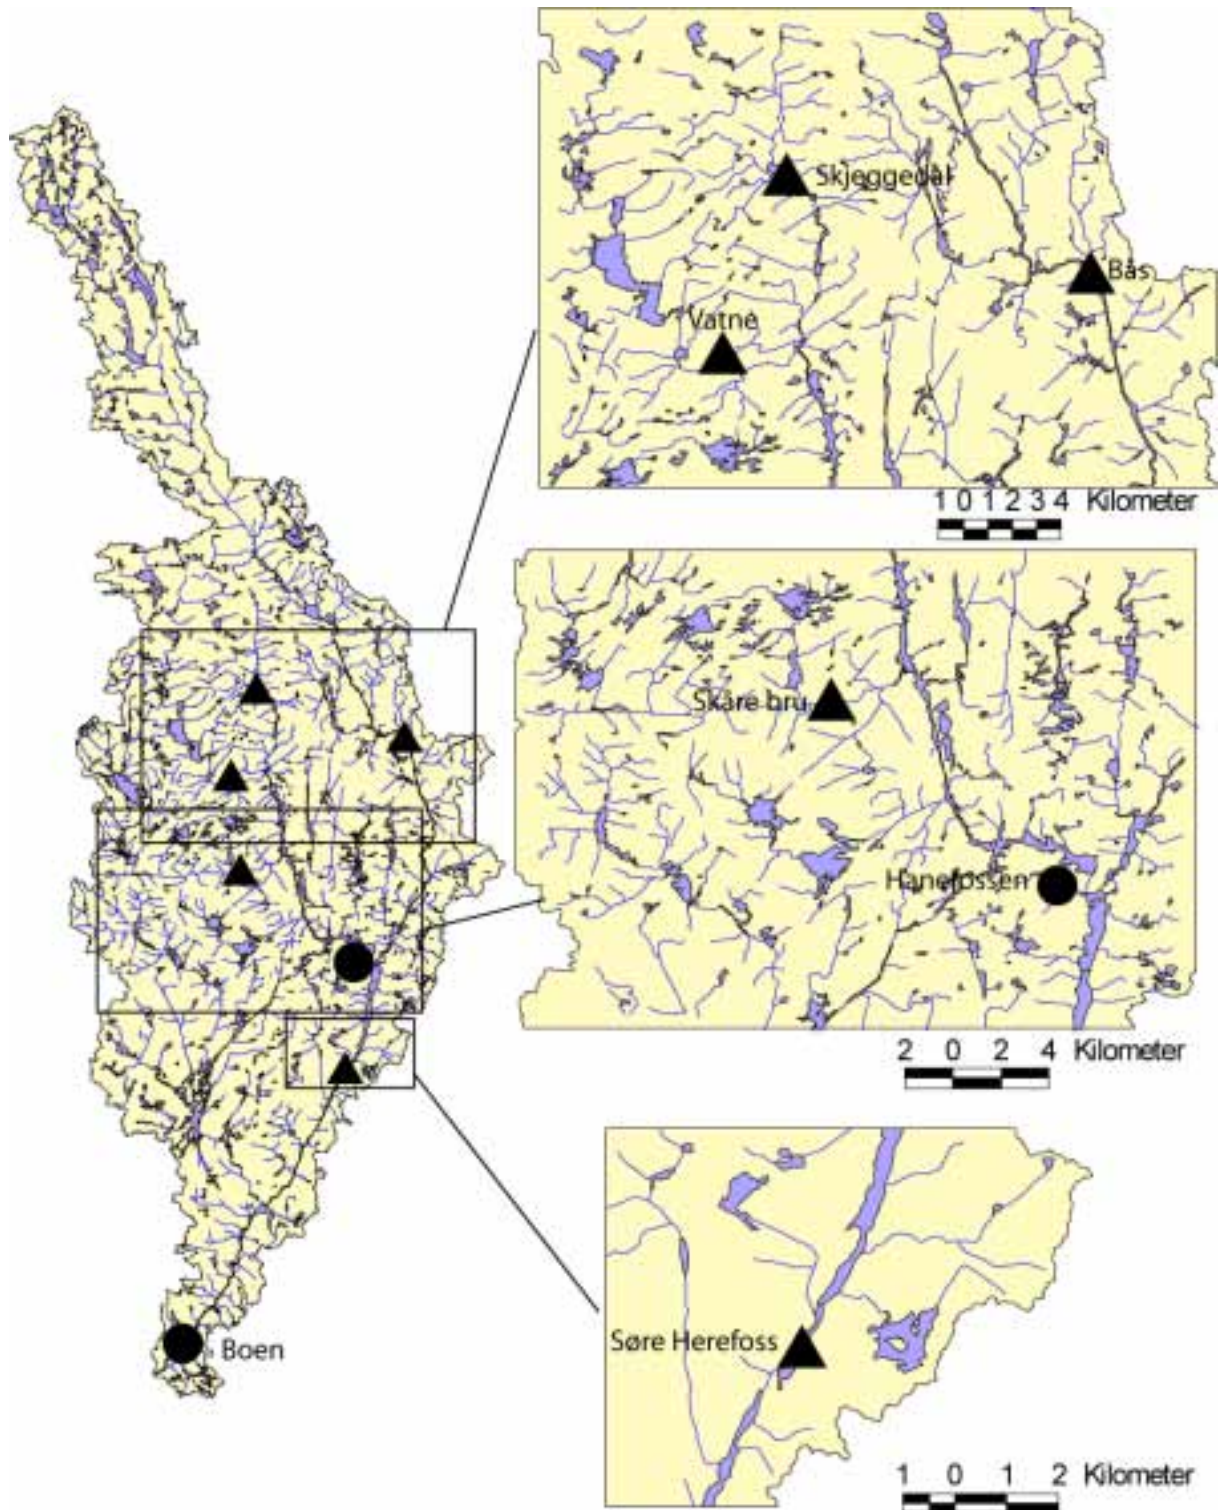 Skjeggedal
Bås
Vatne
1 0 1 2 3 4 Kilometer
Skåre bru
Hanefossen
2 0 2 4 Kilometer
Søre Herefoss
Boen
1 0 1 2 Kilometer